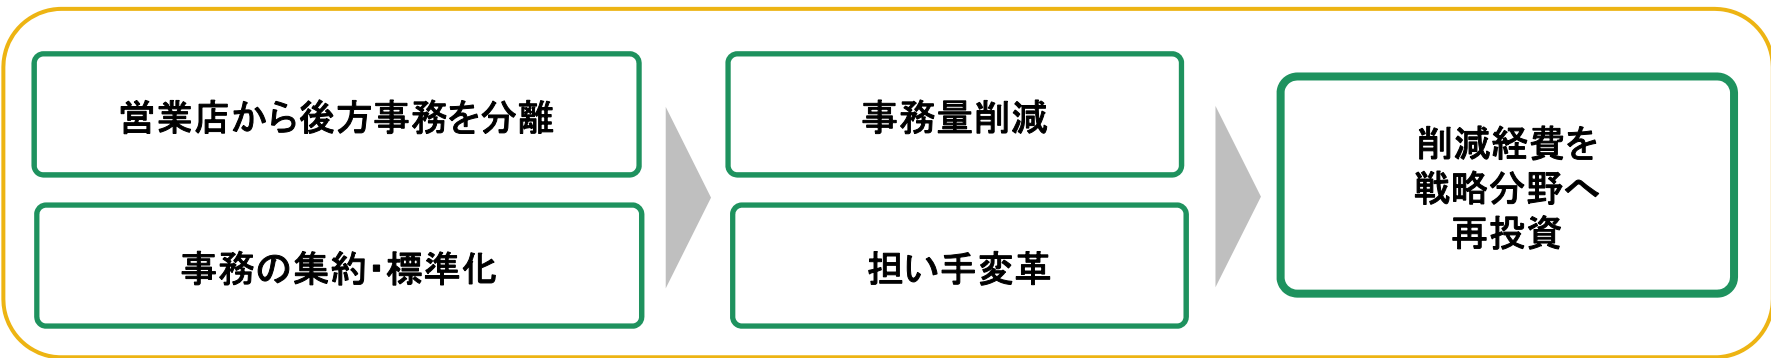 営業店から後方事務を分離
事務の集約・標準化
事務量削減
担い手変革
削減経費を
戦略分野へ
再投資